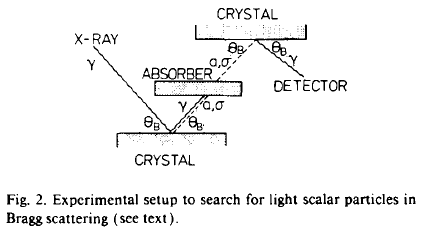 CRYSTAL
X-RAY
γ
θB
a,σ
θB
γ
ABSORBER
DETECTOR
γ
a,σ
θB
θB
CRYSTAL
Fig. 2. Experimental setup to search for light scalar particles in
Bragg scattering (see text).